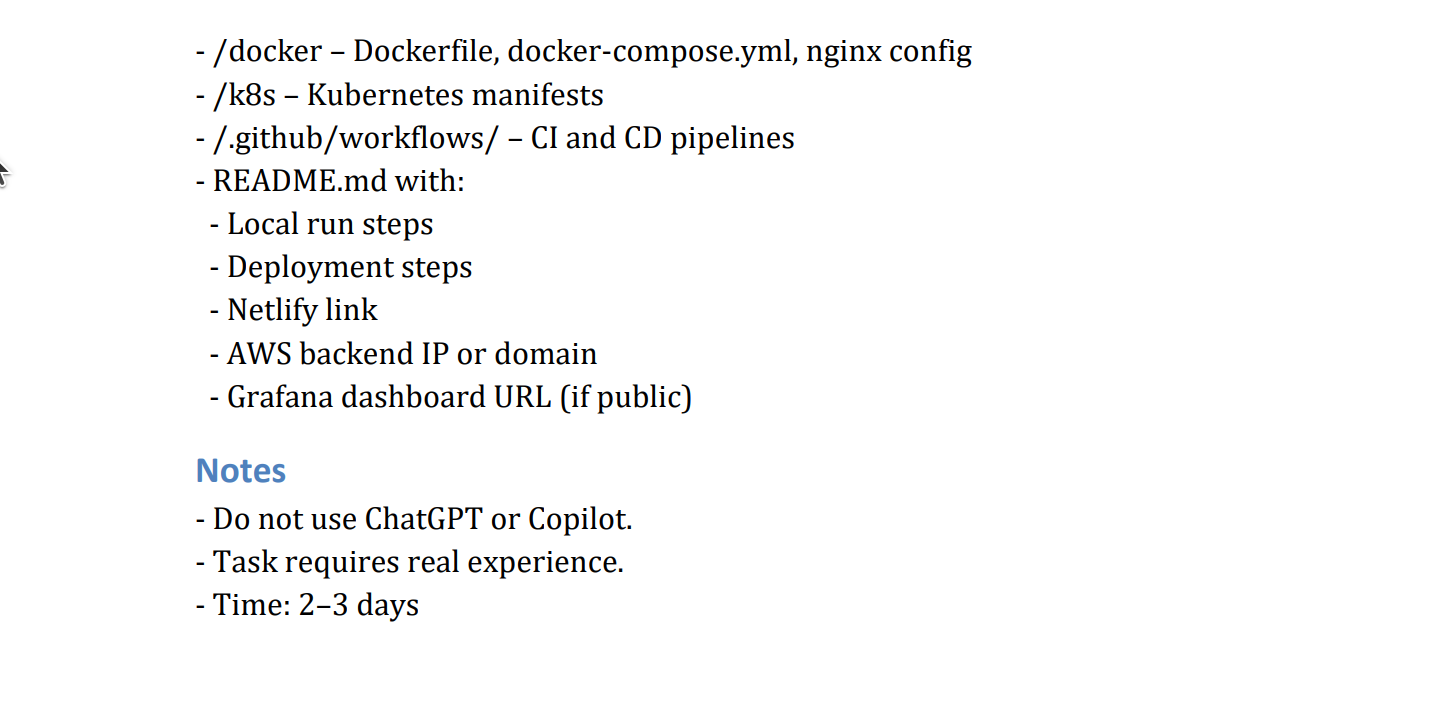 - /docker – Dockerfile, docker-compose.yml, nginx config
- /k8s – Kubernetes manifests
- /.github/workflows/ – CI and CD pipelines
- README.md with:
- Local run steps
- Deployment steps
- Netlify link
- AWS backend IP or domain
- Grafana dashboard URL (if public)
Notes
- Do not use ChatGPT or Copilot.
- Task requires real experience.
- Time: 2–3 days